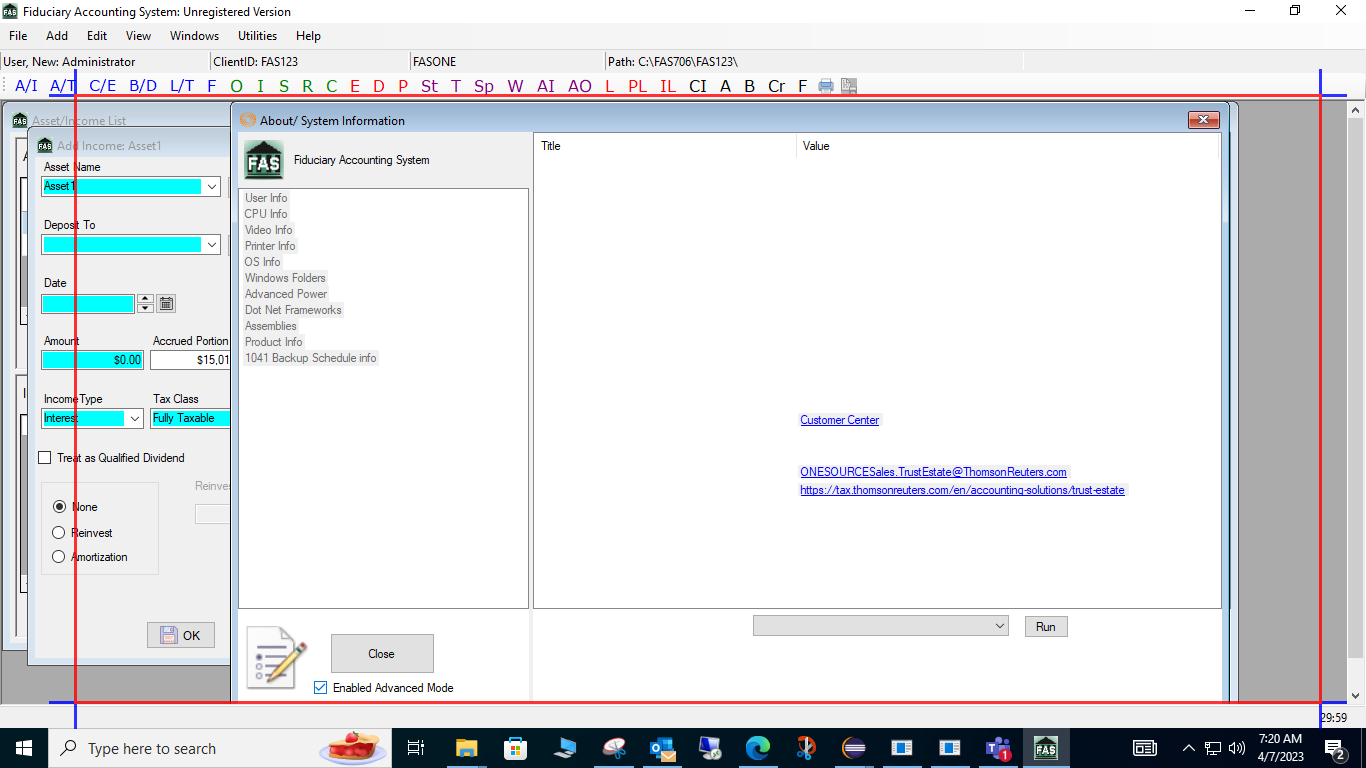 Fiduciary Accounting System: Unregistered Version
File Add Edit View Windows Utilities Help
User, New: Administrator ClientID: FAS123 FASONE Path: C:\FAS706\FAS123\
A/I A/T C/E B/D L/T F O I S R C E D P St T Sp W AI AO L PL IL CI A B Cr F
Asset/Income List
Add Income: Asset1
Asset Name
Asset1
Depost To
Date
Amount Accrued Portion
$0.00 $15,01
IncomeType Tax Class
Interest Fully Taxable
Treat as Qualified Dividend
Reinves
None
Reinvest
Amortization
OK
About/ System Information
FAS Fiduciary Accounting System
Title Value
User Info
CPU Info
Video Info
Printer Info
OS Info
Windows Folders
Advanced Power
Dot Net Frameworks
Assemblies
Product Info
1041 Backup Schedule info
Customer Center
ONESOURCESales.TrustEstate@ThomsonReuters.com
https://tax.thomsonreuters.com/en/accounting-solutions/trust-estate
Run
Close
Enabled Advanced Mode
29:59
Type here to search
FAS
1
7:20 AM
4/7/2023
2